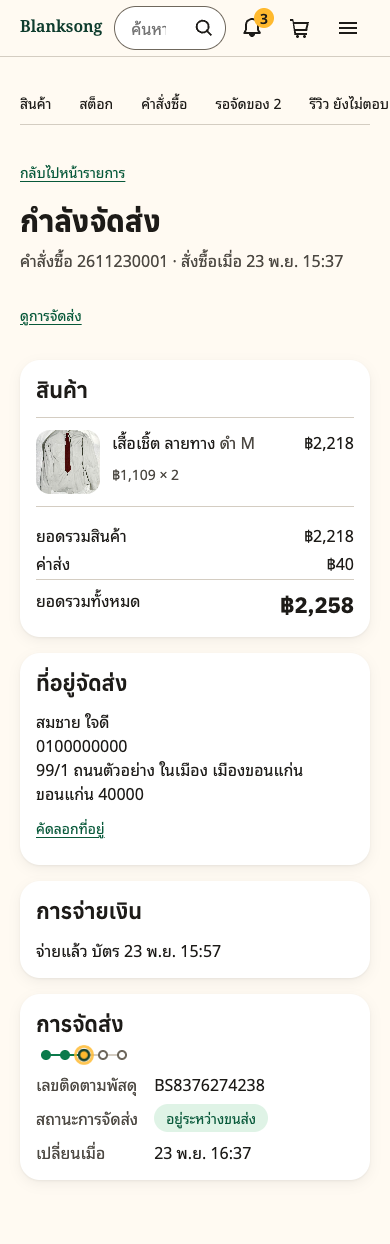 Blanksong
ค้นหา
3
สินค้า สต็อก คำสั่งซื้อ รอจัดของ 2 รีวิว ยังไม่ตอบ
กลับไปหน้ารายการ
กำลังจัดส่ง
คำสั่งซื้อ 2611230001 · สั่งซื้อเมื่อ 23 พ.ย. 15:37
ดูการจัดส่ง
สินค้า
เสื้อเชิ้ต ลายทาง ดำ M ฿2,218
฿1,109 × 2
ยอดรวมสินค้า ฿2,218
ค่าส่ง ฿40
ยอดรวมทั้งหมด ฿2,258
ที่อยู่จัดส่ง
สมชาย ใจดี
0100000000
99/1 ถนนตัวอย่าง ในเมือง เมืองขอนแก่น
ขอนแก่น 40000
คัดลอกที่อยู่
การจ่ายเงิน
จ่ายแล้ว บัตร 23 พ.ย. 15:57
การจัดส่ง
เลขติดตามพัสดุ BS8376274238
สถานะการจัดส่ง อยู่ระหว่างขนส่ง
เปลี่ยนเมื่อ 23 พ.ย. 16:37